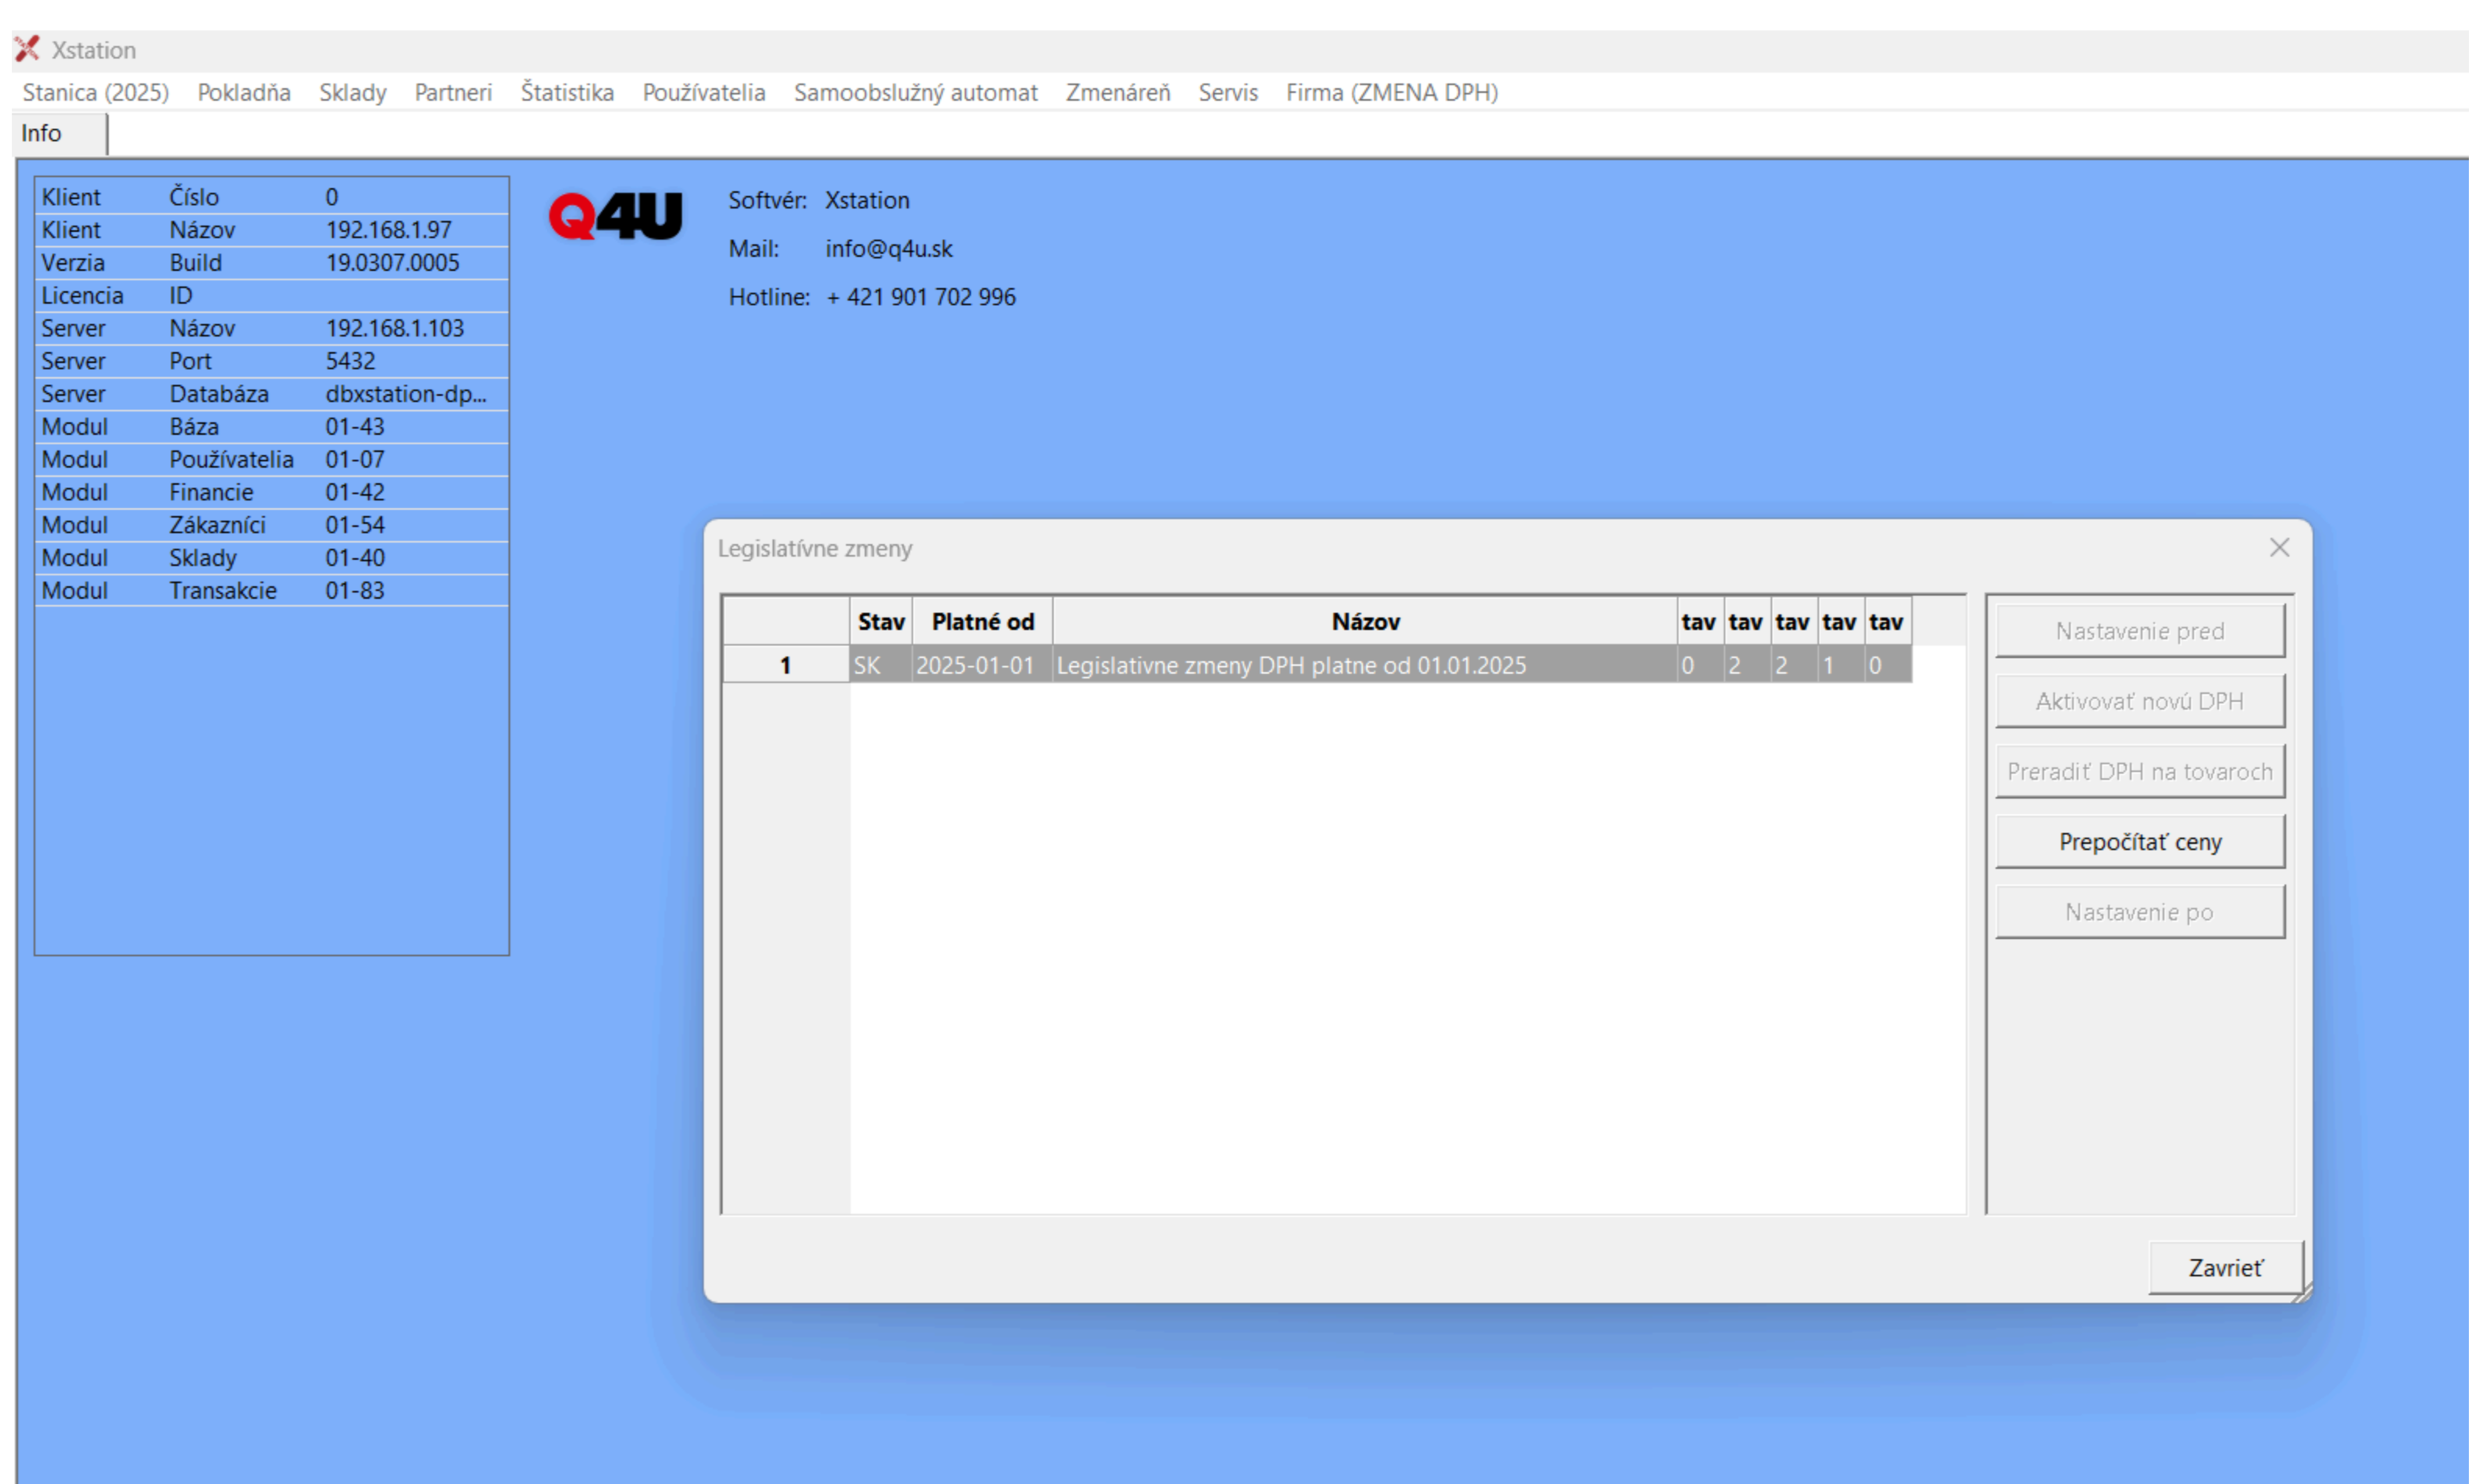 Xstation
Stanica (2025) Pokladňa Sklady Partneri Štatistika Používatelia Samoobslužný automat Zmenáreň Servis Firma (ZMENA DPH)
Info
Klient Číslo 0
Klient Názov 192.168.1.97
Verzia Build 19.0307.0005
Licencia ID
Server Názov 192.168.1.103
Server Port 5432
Server Databáza dbxstation-dp...
Modul Báza 01-43
Modul Používatelia 01-07
Modul Financie 01-42
Modul Zákazníci 01-54
Modul Sklady 01-40
Modul Transakcie 01-83
Q4U
Softvér: Xstation
Mail: info@q4u.sk
Hotline: + 421 901 702 996
Legislatívne zmeny
Stav Platné od Názov tav tav tav tav tav
1 SK 2025-01-01 Legislativne zmeny DPH platne od 01.01.2025 0 2 2 1 0
Nastavenie pred
Aktivovať novú DPH
Preradiť DPH na tovaroch
Prepočítať ceny
Nastavenie po
Zavrieť